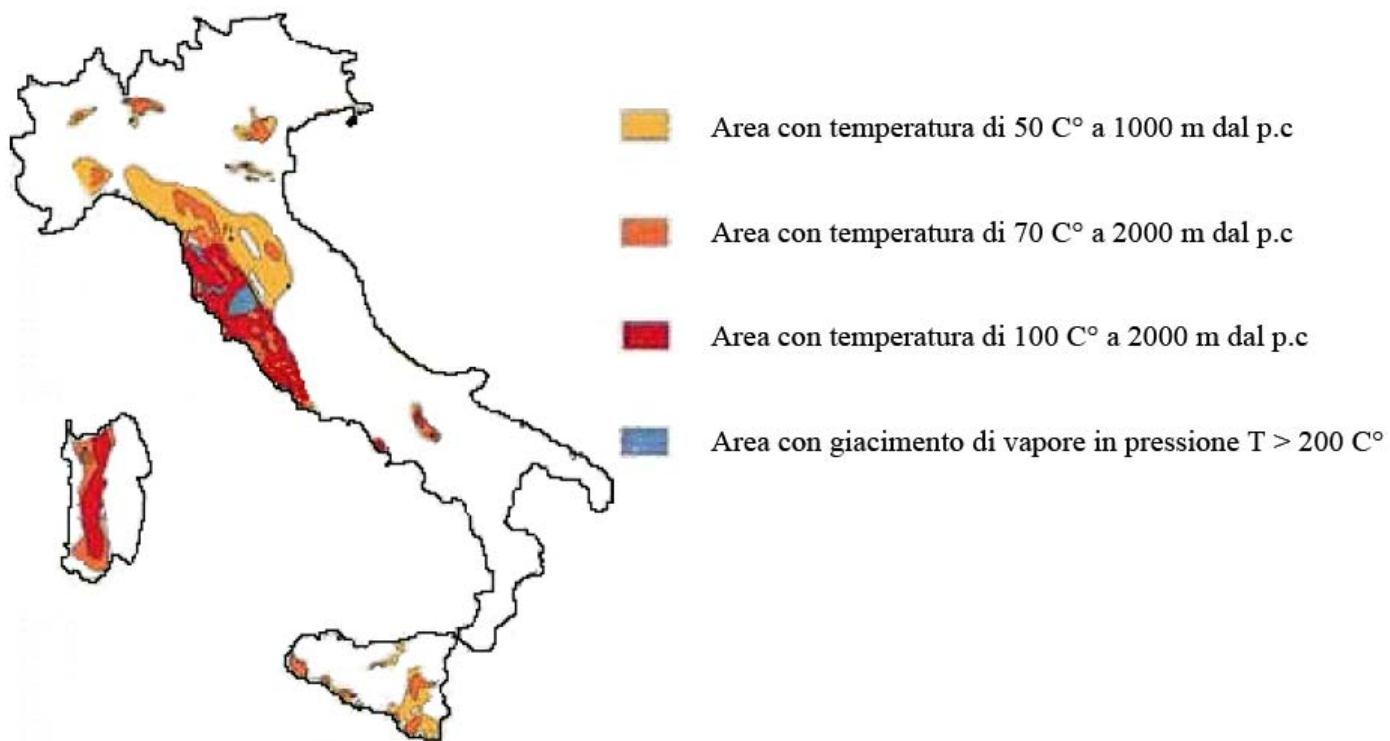 Area con temperatura di 50 C° a 1000 m dal p.c
Area con temperatura di 70 C° a 2000 m dal p.c
Area con temperatura di 100 C° a 2000 m dal p.c
Area con giacimento di vapore in pressione T > 200 C°